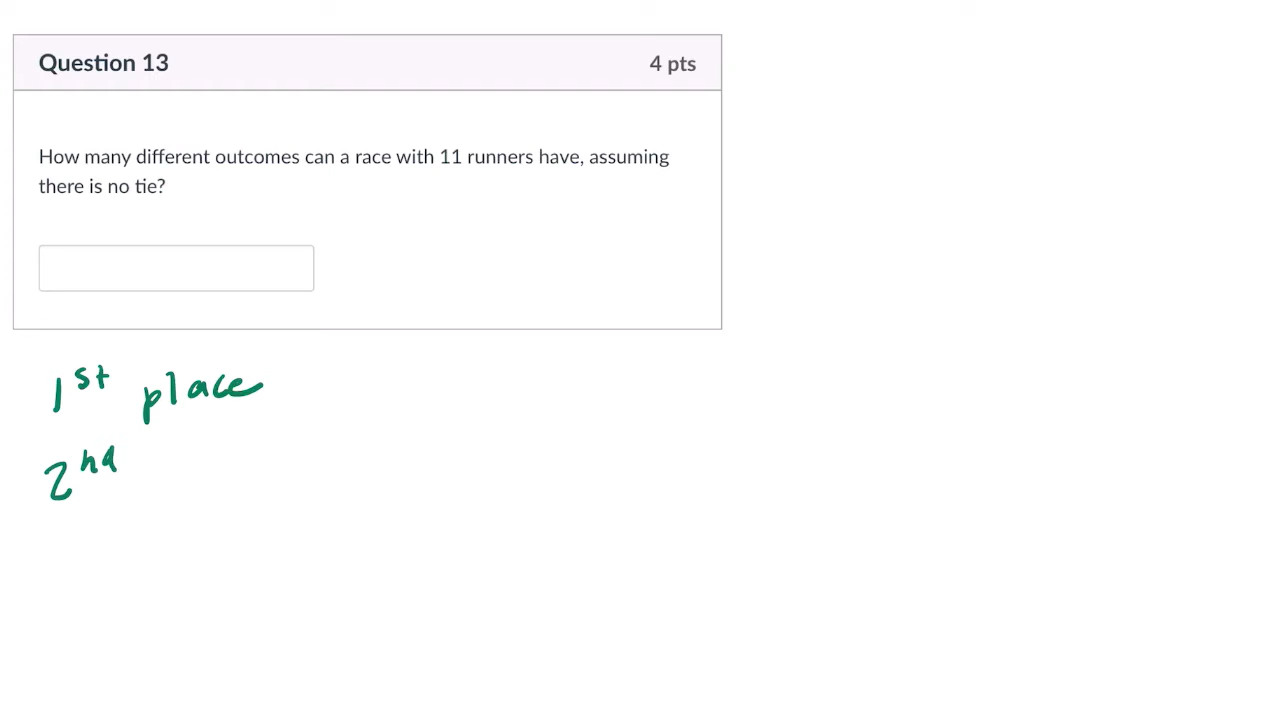 Question 13
4 pts
How many different outcomes can a race with 11 runners have, assuming
there is no tie?
1st place
2nd